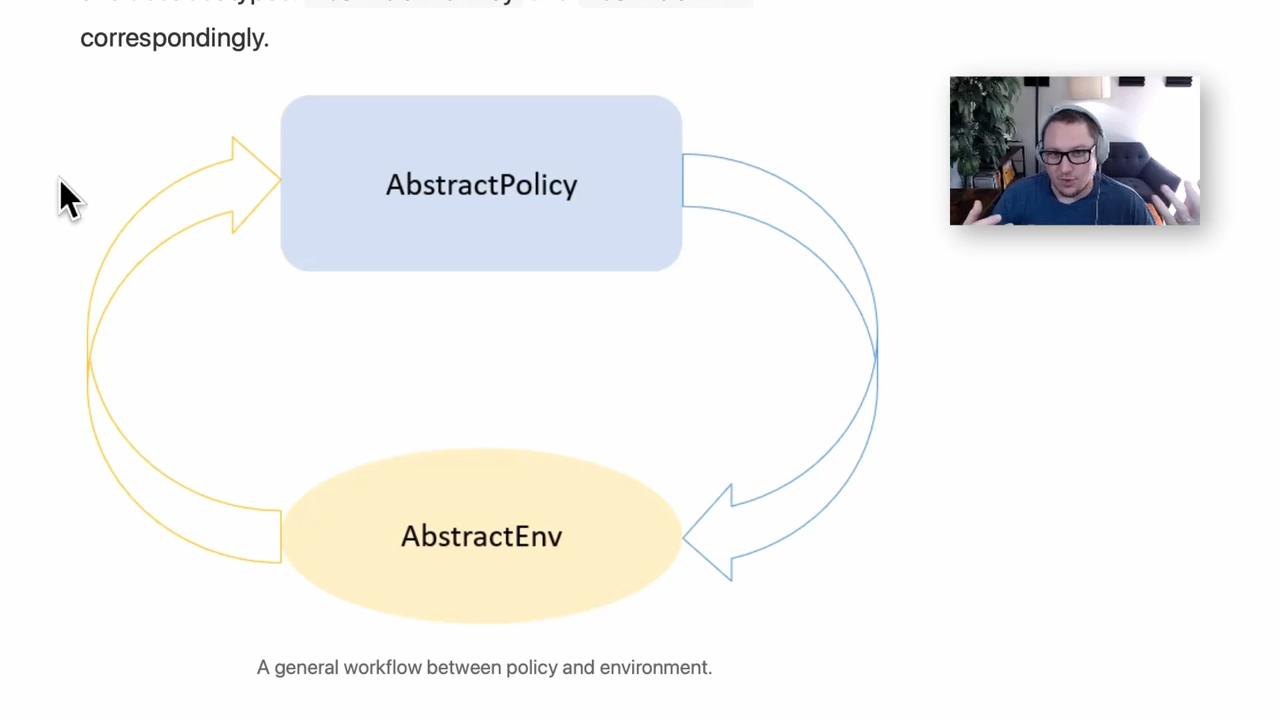 correspondingly.
AbstractPolicy
AbstractEnv
A general workflow between policy and environment.